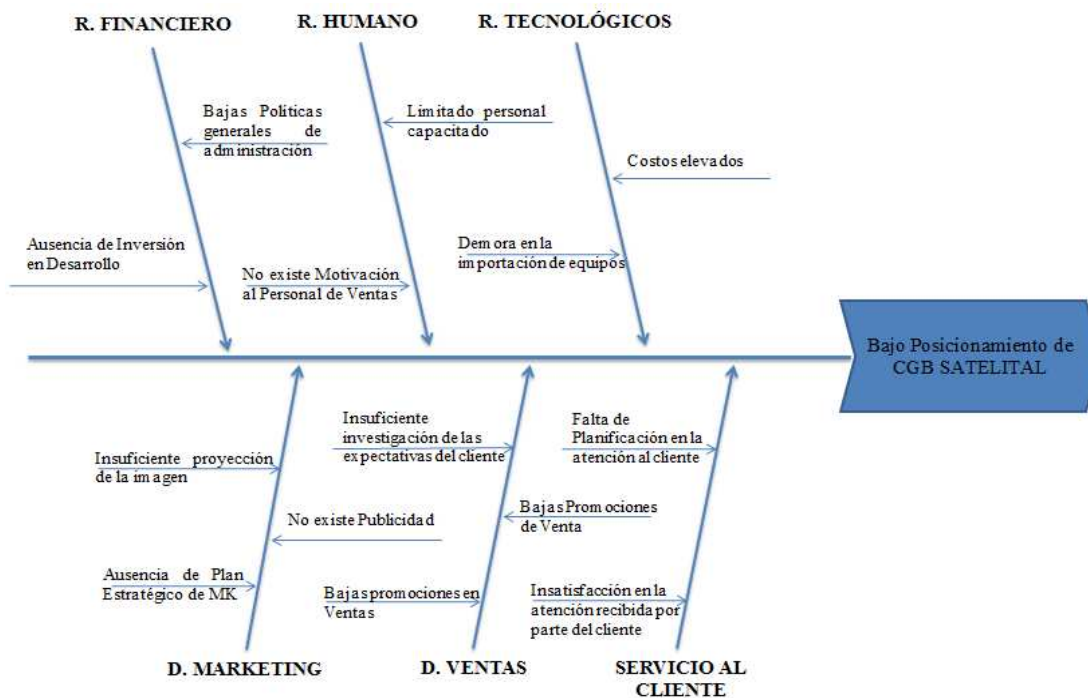 R. FINANCIERO
R. HUMANO
R. TECNOLÓGICOS
Bajas Políticas
generales de
administración
Limitado personal
capacitado
Costos elevados
Ausencia de Inversión
en Desarrollo
No existe Motivación
al Personal de Ventas
Demora en la
importación de equipos
Bajo Posicionamiento de
CGB SATELITAL
Insuficiente proyección
de la imagen
Insuficiente
investigación de las
expectativas del cliente
Falta de
Planificación en la
atención al cliente
No existe Publicidad
Bajas Promociones
de Venta
Ausencia de Plan
Estratégico de MK
Bajas promociones en
Ventas
Insatisfacción en la
atención recibida por
parte del cliente
D. MARKETING
D. VENTAS
SERVICIO AL
CLIENTE